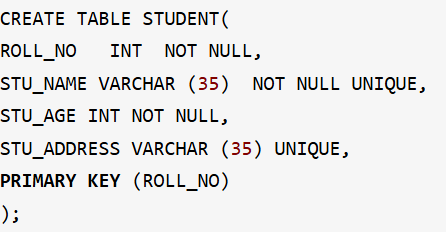 CREATE TABLE STUDENT(
ROLL_NO   INT  NOT NULL,
STU_NAME VARCHAR (35)  NOT NULL UNIQUE,
STU_AGE INT NOT NULL,
STU_ADDRESS VARCHAR (35) UNIQUE,
PRIMARY KEY (ROLL_NO)
);